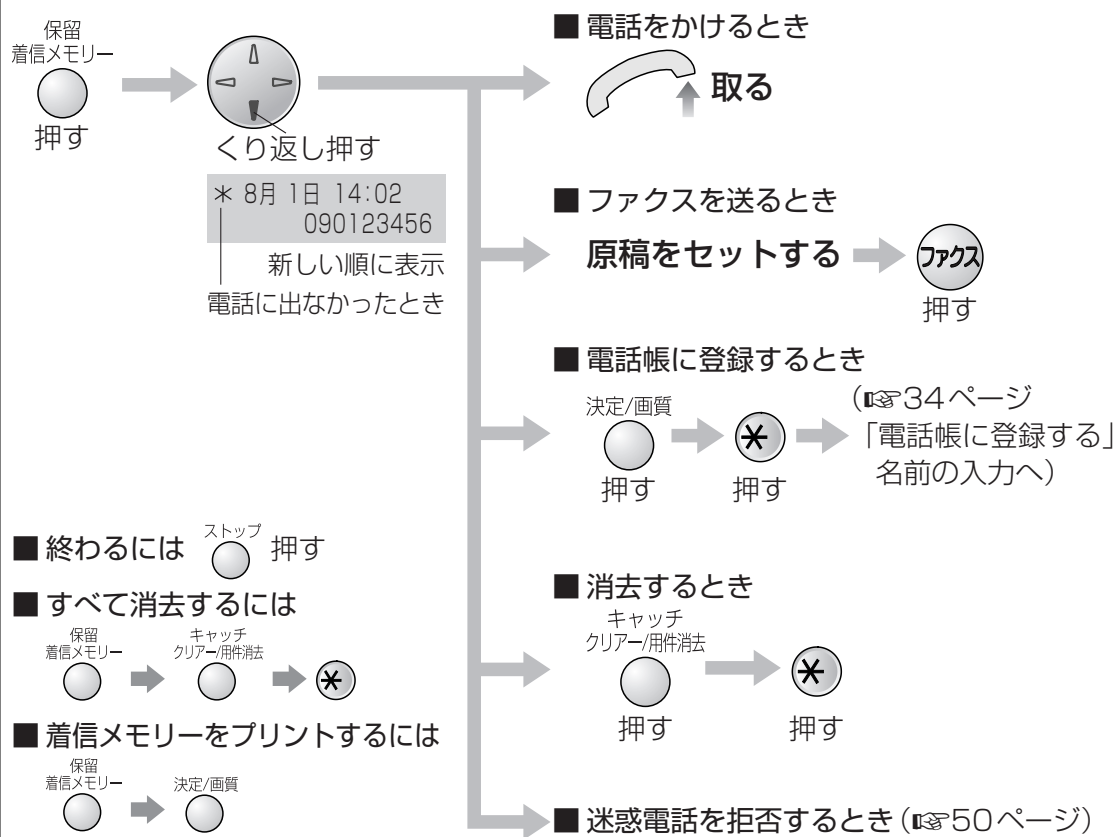 保留
着信メモリー
押す
くり返し押す
＊ 8月 1日 14:02
090123456
新しい順に表示
電話に出なかったとき
■ 電話をかけるとき
取る
■ ファクスを送るとき
原稿をセットする
ファクス
押す
■ 電話帳に登録するとき
決定/画質
押す
＊
押す
（☞34ページ
「電話帳に登録する」
名前の入力へ）
■ 消去するとき
キャッチ
クリアー/用件消去
押す
＊
押す
■ 迷惑電話を拒否するとき（☞50ページ）
■ 終わるには ストップ 押す
■ すべて消去するには
保留
着信メモリー
キャッチ
クリアー/用件消去
＊
■ 着信メモリーをプリントするには
保留
着信メモリー
決定/画質